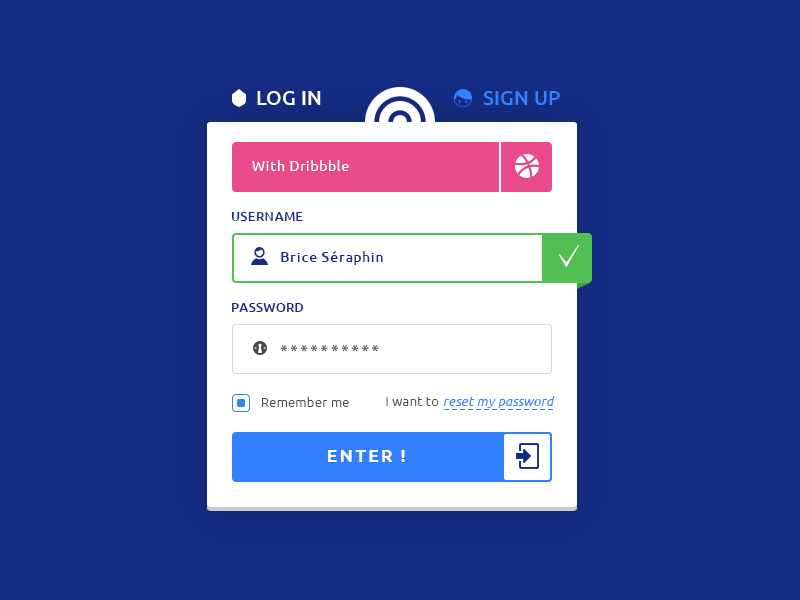 LOG IN
SIGN UP
With Dribbble
USERNAME
Brice Séraphin
PASSWORD
**********
Remember me
I want to reset my password
ENTER !